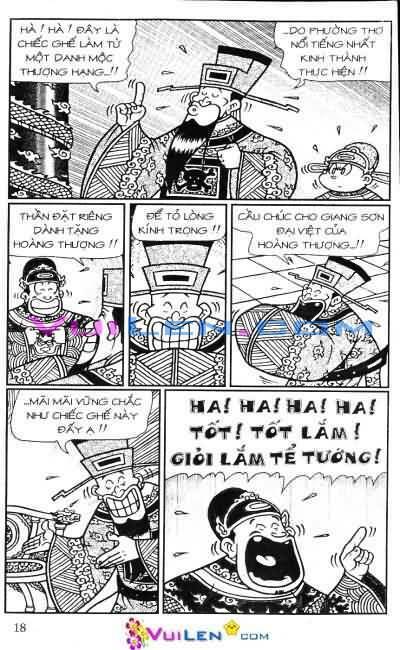 HÀ! HÀ! ĐÂY LÀ
CHIẾC GHẾ LÀM TỪ
MỘT DANH MỘC
THƯỢNG HẠNG..!!
..DO PHƯỜNG THỢ
NỔI TIẾNG NHẤT
KINH THÀNH
THỰC HIỆN!!
THẦN ĐẶT RIÊNG
DÀNH TẶNG
HOÀNG THƯỢNG!!
ĐỂ TỎ LÒNG
KÍNH TRỌNG!!
CẦU CHÚC CHO GIANG SƠN
ĐẠI VIỆT CỦA
HOÀNG THƯỢNG...!!
VUILEN.COM
..MÃI MÃI VỮNG CHẮC
NHƯ CHIẾC GHẾ NÀY
ĐẤY Ạ!!
HA! HA! HA! HA!
TỐT! TỐT LẮM!
GIỎI LẮM TỂ TƯỚNG!
18
VUILEN.COM